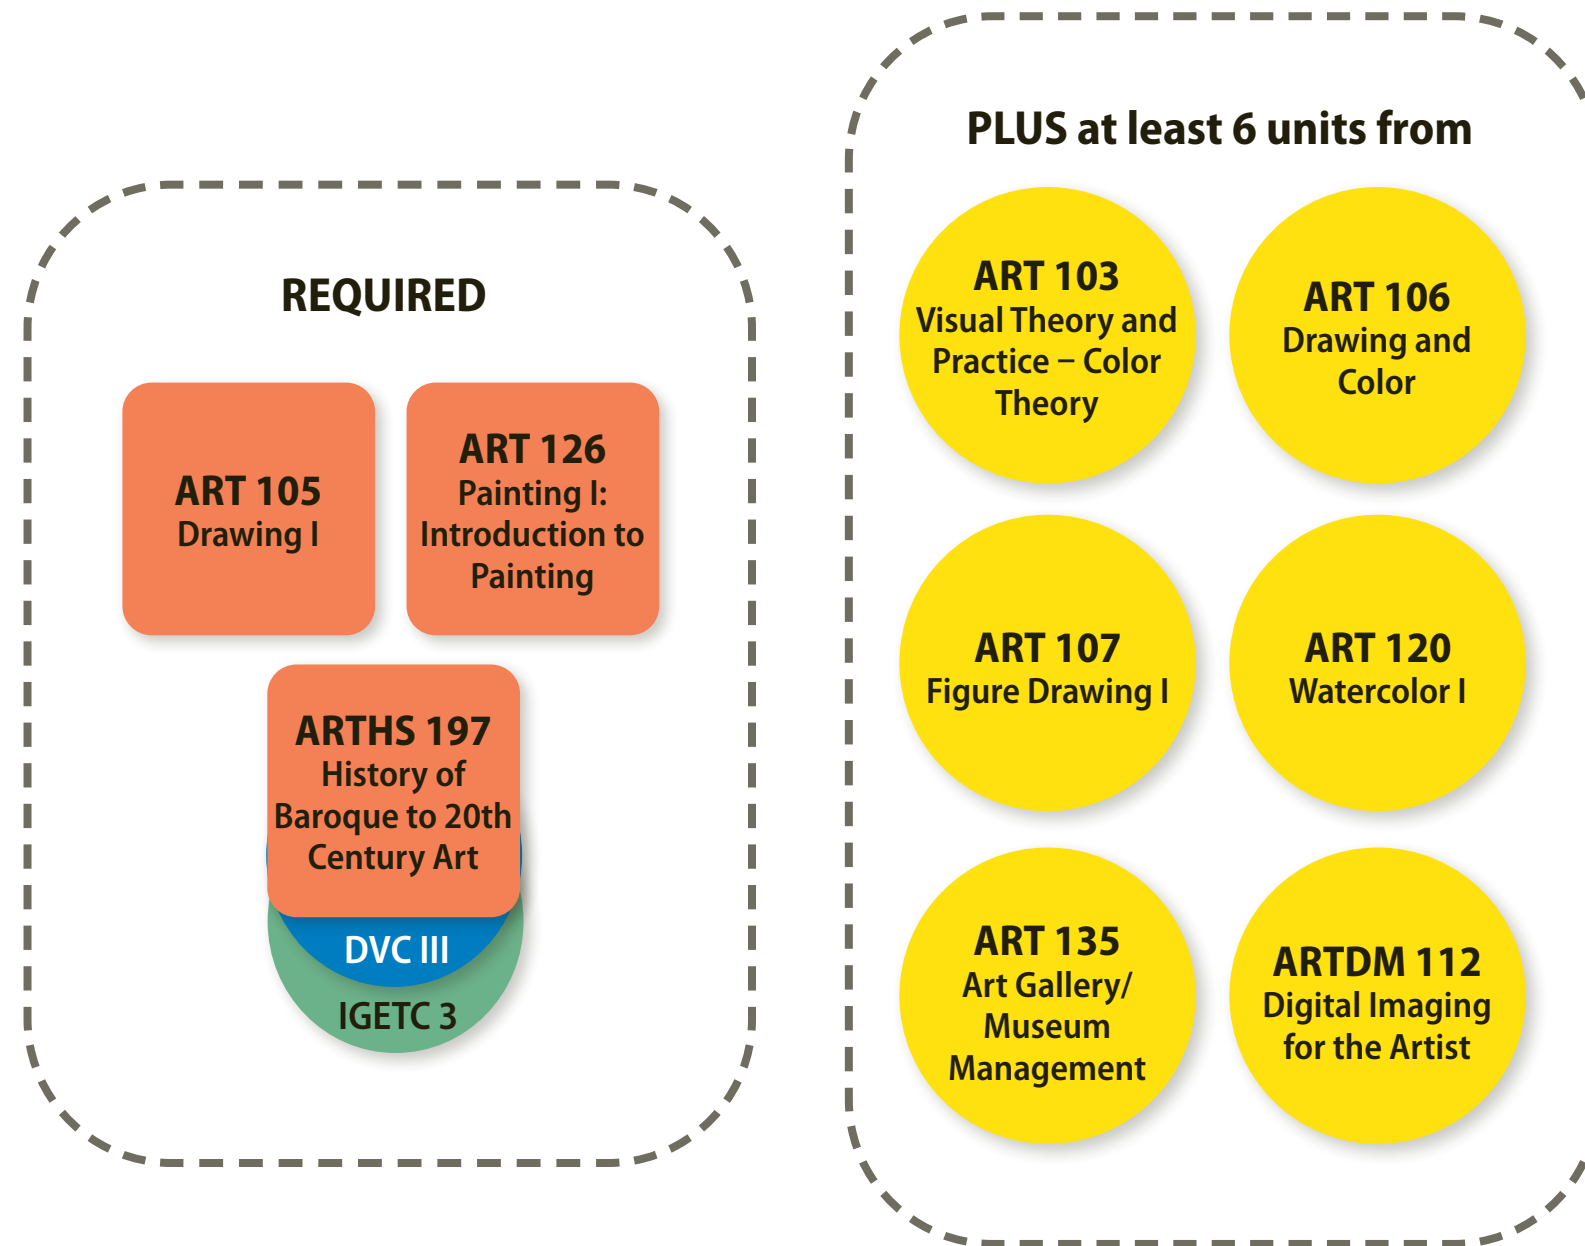 REQUIRED
ART 105
Drawing I
ART 126
Painting I:
Introduction to
Painting
ARTHS 197
History of
Baroque to 20th
Century Art
DVC III
IGETC 3
PLUS at least 6 units from
ART 103
Visual Theory and
Practice – Color
Theory
ART 106
Drawing and
Color
ART 107
Figure Drawing I
ART 120
Watercolor I
ART 135
Art Gallery/
Museum
Management
ARTDM 112
Digital Imaging
for the Artist